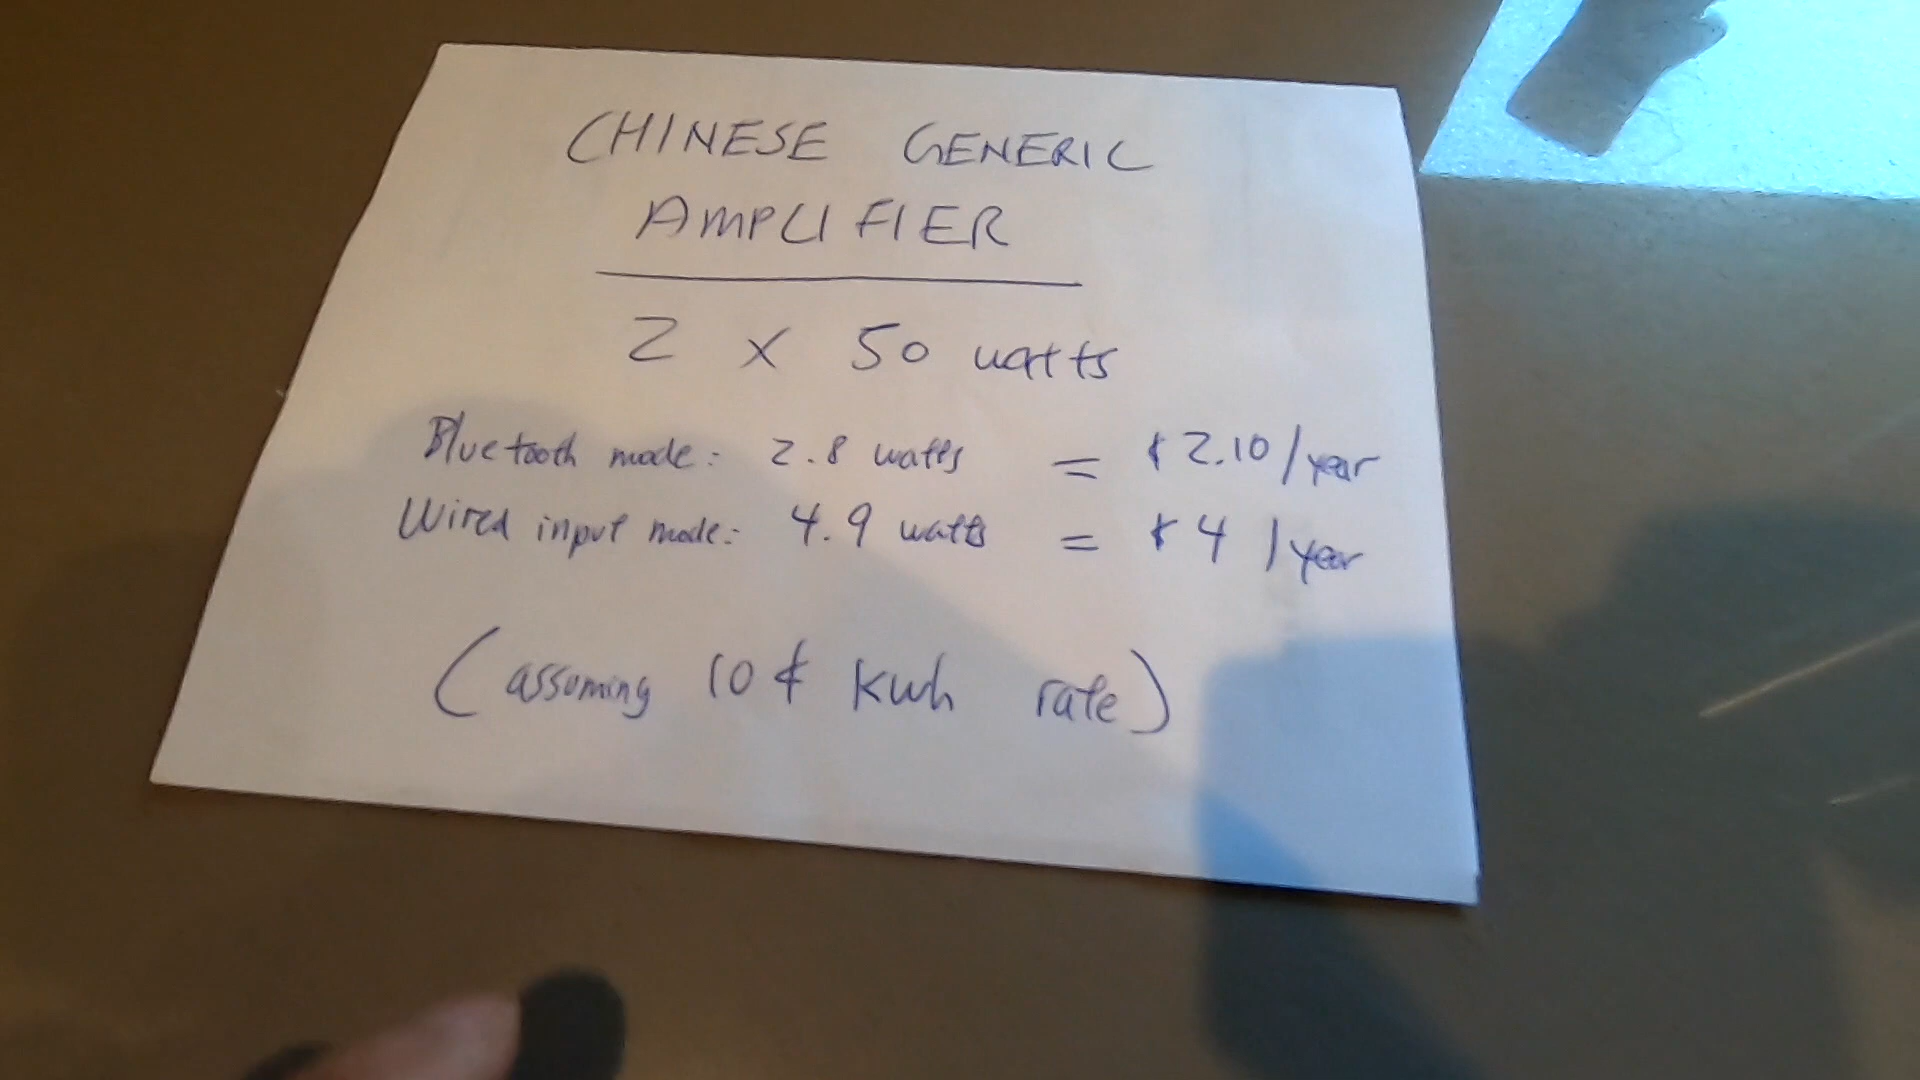 CHINESE GENERIC
AMPLIFIER
2 x 50 watts
Bluetooth mode: 2.8 watts = $2.10/year
Wired input mode: 4.9 watts = $4/year
(assuming 10¢ kwh rate)